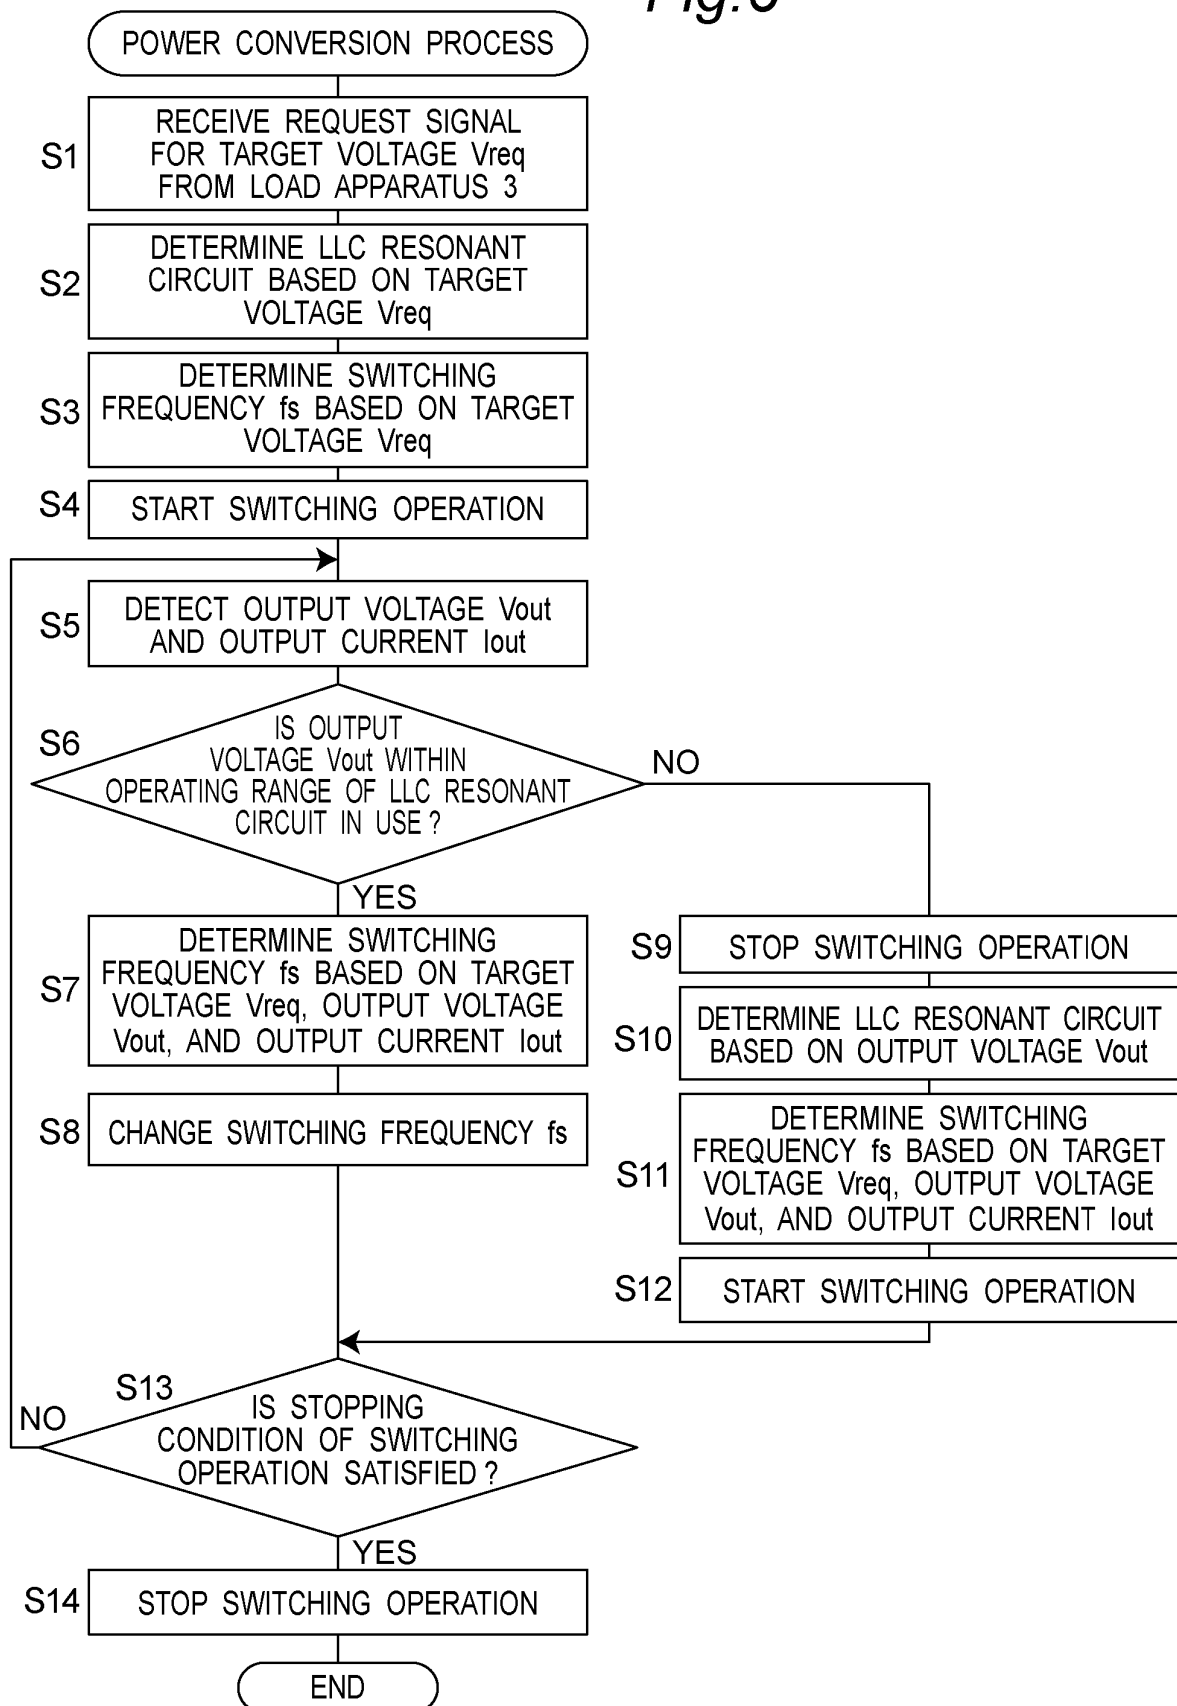 POWER CONVERSION PROCESS
S1
RECEIVE REQUEST SIGNAL
FOR TARGET VOLTAGE Vreq
FROM LOAD APPARATUS 3
S2
DETERMINE LLC RESONANT
CIRCUIT BASED ON TARGET
VOLTAGE Vreq
S3
DETERMINE SWITCHING
FREQUENCY fs BASED ON TARGET
VOLTAGE Vreq
S4
START SWITCHING OPERATION
S5
DETECT OUTPUT VOLTAGE Vout
AND OUTPUT CURRENT Iout
S6
IS OUTPUT
VOLTAGE Vout WITHIN
OPERATING RANGE OF LLC RESONANT
CIRCUIT IN USE ?
NO
YES
S7
DETERMINE SWITCHING
FREQUENCY fs BASED ON TARGET
VOLTAGE Vreq, OUTPUT VOLTAGE
Vout, AND OUTPUT CURRENT Iout
S8
CHANGE SWITCHING FREQUENCY fs
S9
STOP SWITCHING OPERATION
S10
DETERMINE LLC RESONANT CIRCUIT
BASED ON OUTPUT VOLTAGE Vout
S11
DETERMINE SWITCHING
FREQUENCY fs BASED ON TARGET
VOLTAGE Vreq, OUTPUT VOLTAGE
Vout, AND OUTPUT CURRENT Iout
S12
START SWITCHING OPERATION
S13
IS STOPPING
CONDITION OF SWITCHING
OPERATION SATISFIED ?
NO
YES
S14
STOP SWITCHING OPERATION
END